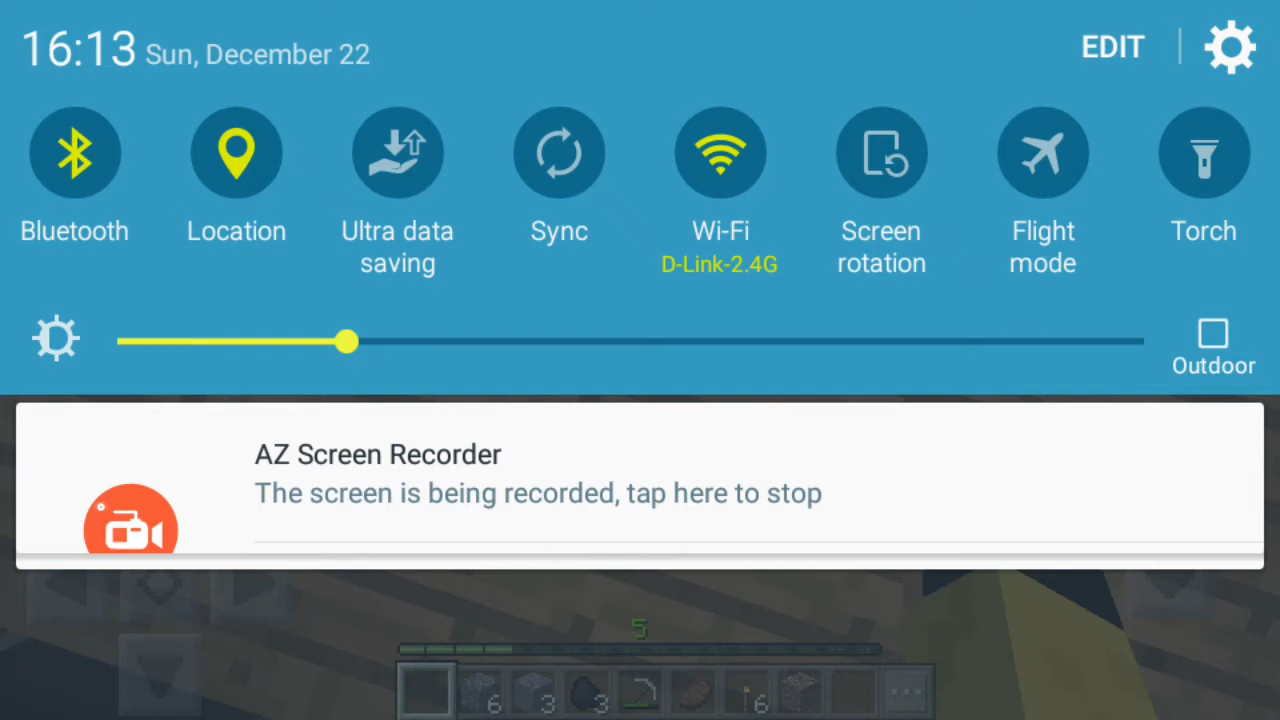 16:13 Sun, December 22 EDIT
Bluetooth Location Ultra data saving Sync Wi-Fi D-Link-2.4G Screen rotation Flight mode Torch
Outdoor
AZ Screen Recorder
The screen is being recorded, tap here to stop
5
6 3 3 6 ...